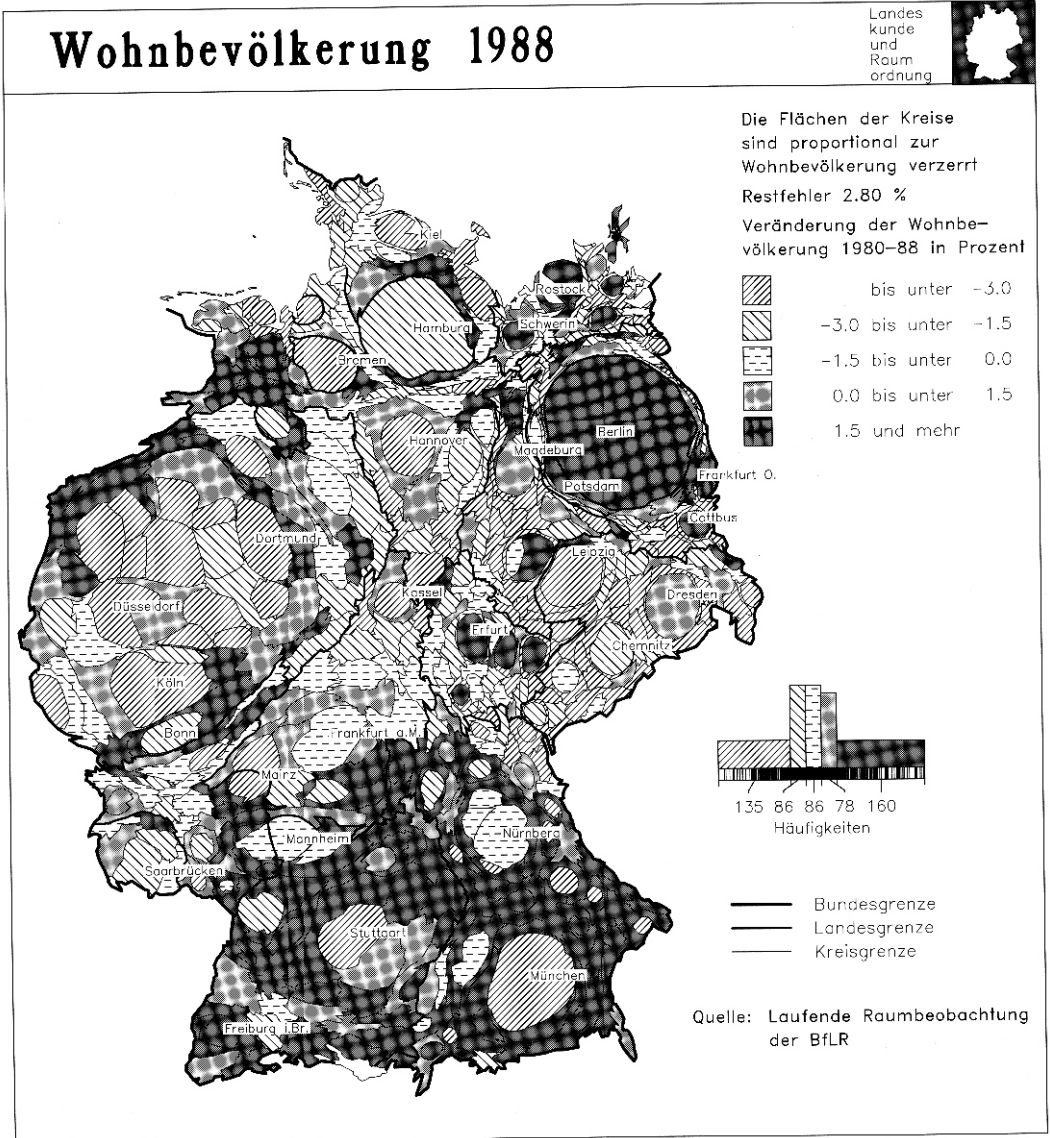 Wohnbevölkerung 1988
Landes
kunde
und
Raum
ordnung
Die Flächen der Kreise
sind proportional zur
Wohnbevölkerung verzerrt
Restfehler 2.80 %
Veränderung der Wohnbe-
völkerung 1980-88 in Prozent
bis unter -3.0
-3.0 bis unter -1.5
-1.5 bis unter 0.0
0.0 bis unter 1.5
1.5 und mehr
Kiel
Rostock
Hamburg
Schwerin
Bremen
Berlin
Hannover
Magdeburg
Frankfurt O.
Potsdam
Cottbus
Dortmund
Leipzig
Kassel
Dresden
Düsseldorf
Erfurt
Chemnitz
Köln
Bonn
Frankfurt a.M.
Mainz
Nürnberg
Mannheim
Saarbrücken
Stuttgart
München
Freiburg i.Br.
135 86 86 78 160
Häufigkeiten
Bundesgrenze
Landesgrenze
Kreisgrenze
Quelle: Laufende Raumbeobachtung
der BfLR